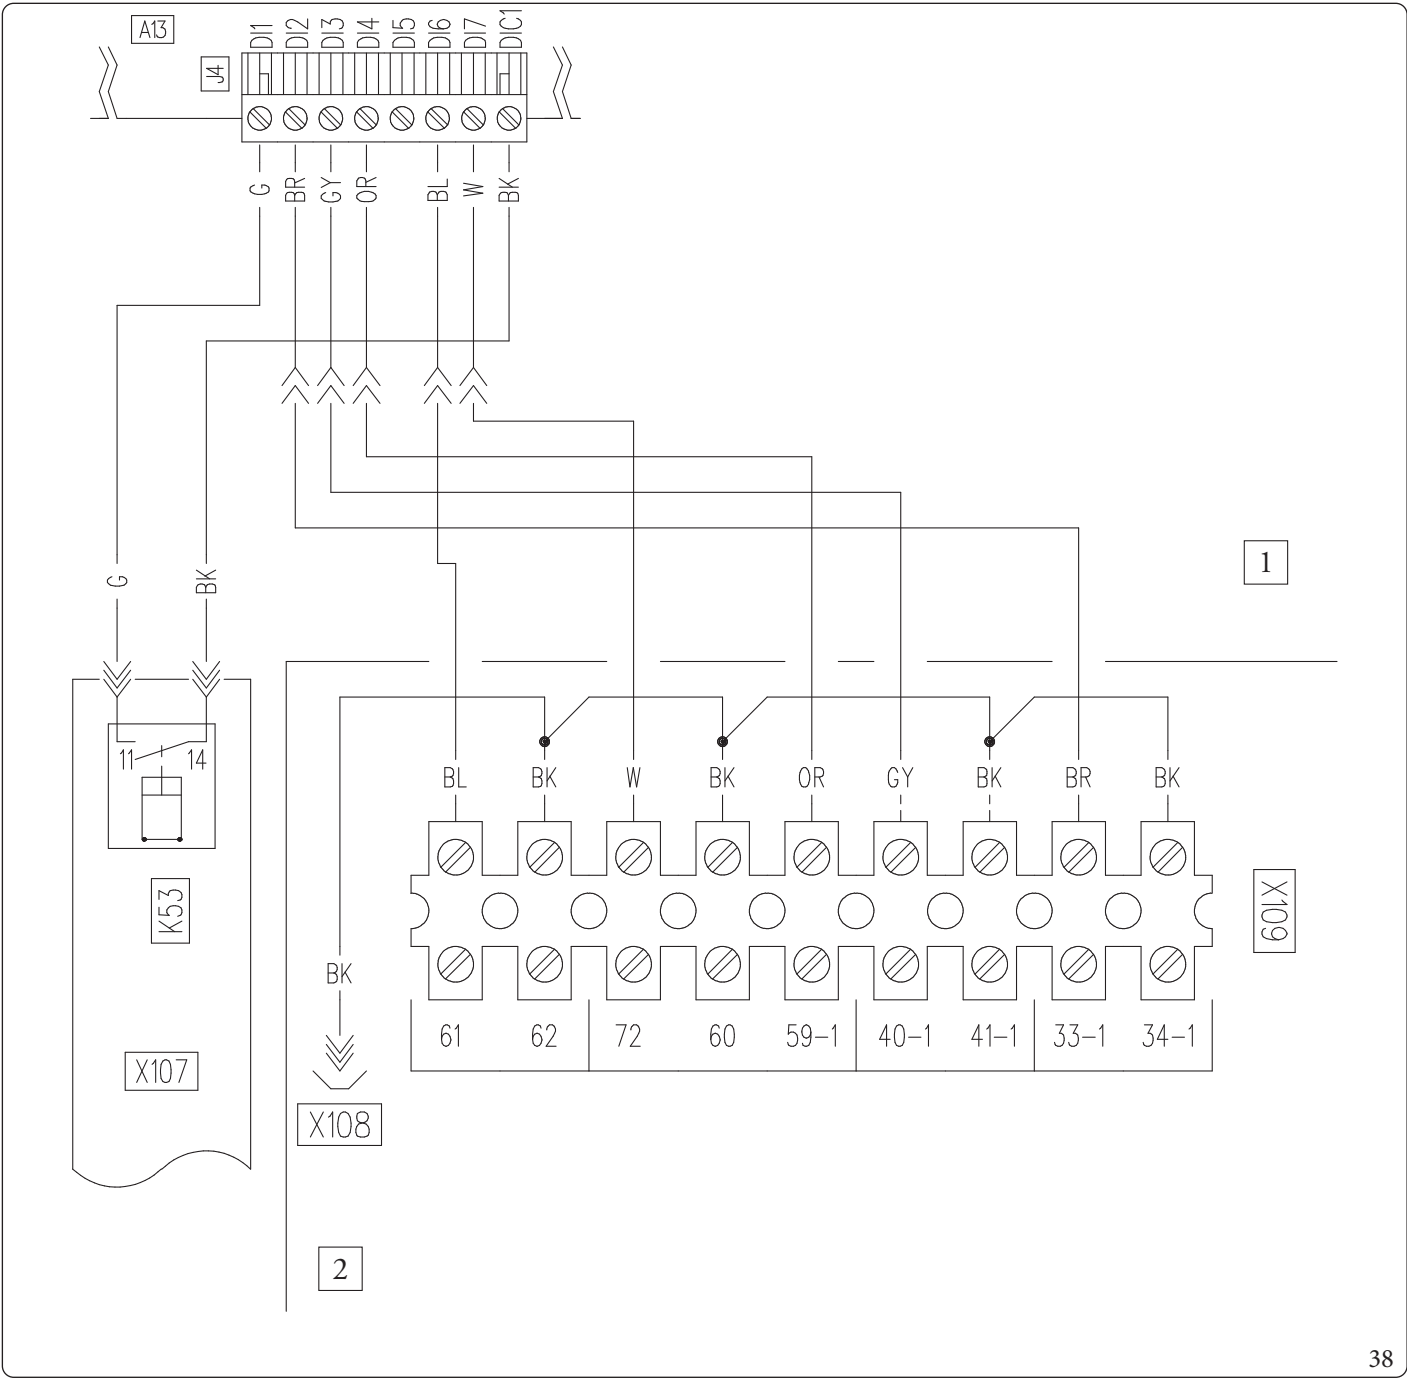 A13
DI1 DI2 DI3 DI4 DI5 DI6 DI7 DIC1
J4
G BR GY OR BL W BK
1
G BK
11 14
BL BK W BK OR GY BK BR BK
K53
X109
BK
61 62 72 60 59-1 40-1 41-1 33-1 34-1
X107
X108
2
38